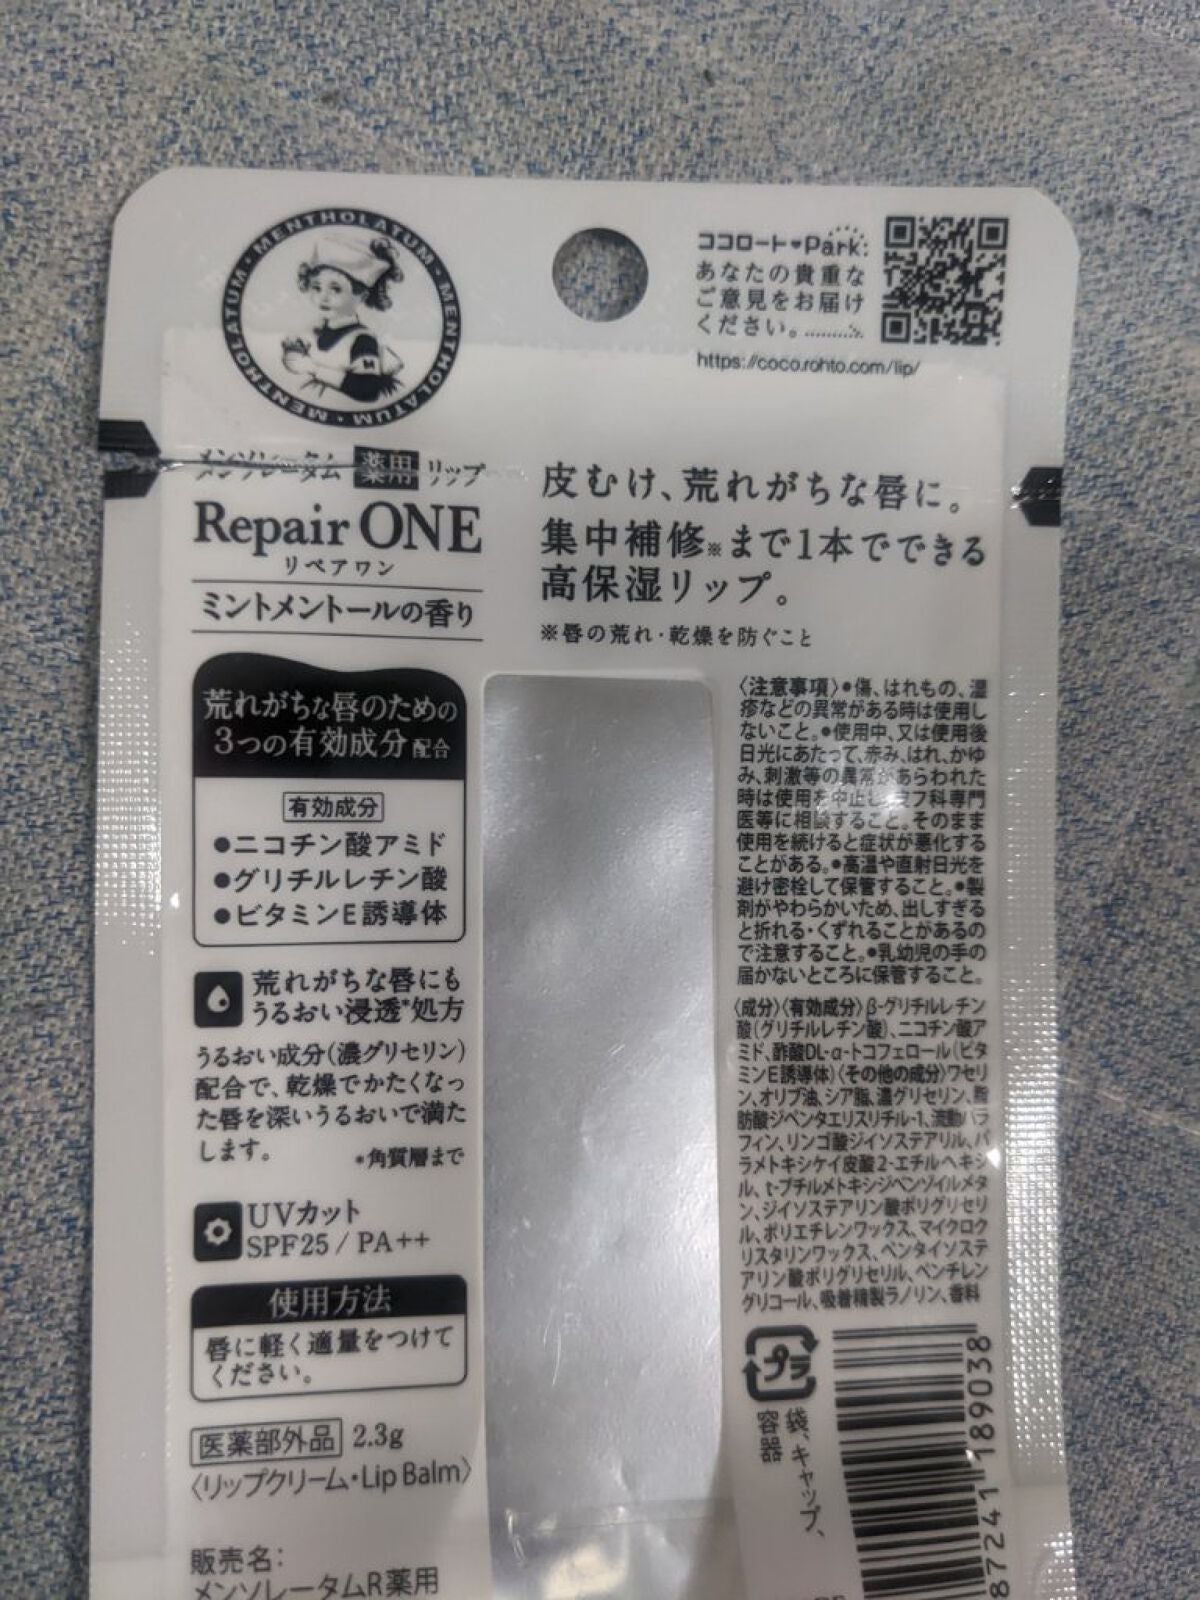 MENTHOLATUM・MENTHOLATUM・MENTHOLATUM・MENTHOLATUM
ココロート♥Park:
あなたの貴重な
ご意見をお届け
ください。
https://coco.rohto.com/lip/
メンソレータム 薬用 リップ
Repair ONE
リペアワン
ミントメントールの香り
皮むけ、荒れがちな唇に。
集中補修※まで1本でできる
高保湿リップ。
※唇の荒れ・乾燥を防ぐこと
荒れがちな唇のための
3つの有効成分配合
有効成分
●ニコチン酸アミド
●グリチルレチン酸
●ビタミンE誘導体
荒れがちな唇にも
うるおい浸透*処方
うるおい成分(濃グリセリン)
配合で、乾燥でかたくなっ
た唇を深いうるおいで満た
します。
*角質層まで
UVカット
SPF25 / PA++
使用方法
唇に軽く適量をつけて
ください。
医薬部外品 2.3g
〈リップクリーム・Lip Balm〉
販売名:
メンソレータムR薬用
〈注意事項〉●傷、はれもの、湿
疹などの異常がある時は使用し
ないこと。●使用中、又は使用後
日光にあたって、赤み、はれ、かゆ
み、刺激等の異常があらわれた
時は使用を中止し、皮フ科専門
医等に相談すること。そのまま
使用を続けると症状が悪化する
ことがある。●高温や直射日光を
避け密栓して保管すること。●製
剤がやわらかいため、出しすぎる
と折れる・くずれることがあるの
で注意すること。●乳幼児の手の
届かないところに保管すること。
〈成分〉〈有効成分〉β-グリチルレチン
酸(グリチルレチン酸)、ニコチン酸ア
ミド、酢酸DL-α-トコフェロール(ビタ
ミンE誘導体)〈その他の成分〉ワセリ
ン、オリブ油、シア脂、濃グリセリン、脂
肪酸ジペンタエリスリチル-1、流動パラ
フィン、リンゴ酸ジイソステアリル、パ
ラメトキシケイ皮酸2-エチルヘキシ
ル、t-ブチルメトキシジベンゾイルメタ
ン、ジイソステアリン酸ポリグリセリ
ル、ポリエチレンワックス、マイクロク
リスタリンワックス、ペンタイソステ
アリン酸ポリグリセリル、ペンチレン
グリコール、吸着精製ラノリン、香料
プラ
袋、キャップ、
容器
87241 189038